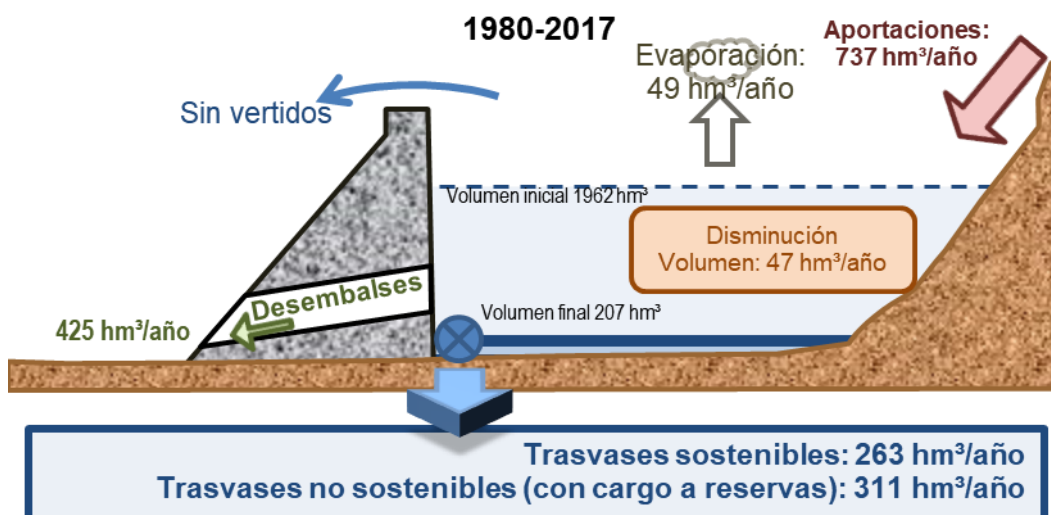 1980-2017
Aportaciones:
737 hm³/año
Evaporación:
49 hm³/año
Sin vertidos
Volumen inicial 1962 hm³
Disminución
Volumen: 47 hm³/año
Desembalses
425 hm³/año
Volumen final 207 hm³
Trasvases sostenibles: 263 hm³/año
Trasvases no sostenibles (con cargo a reservas): 311 hm³/año